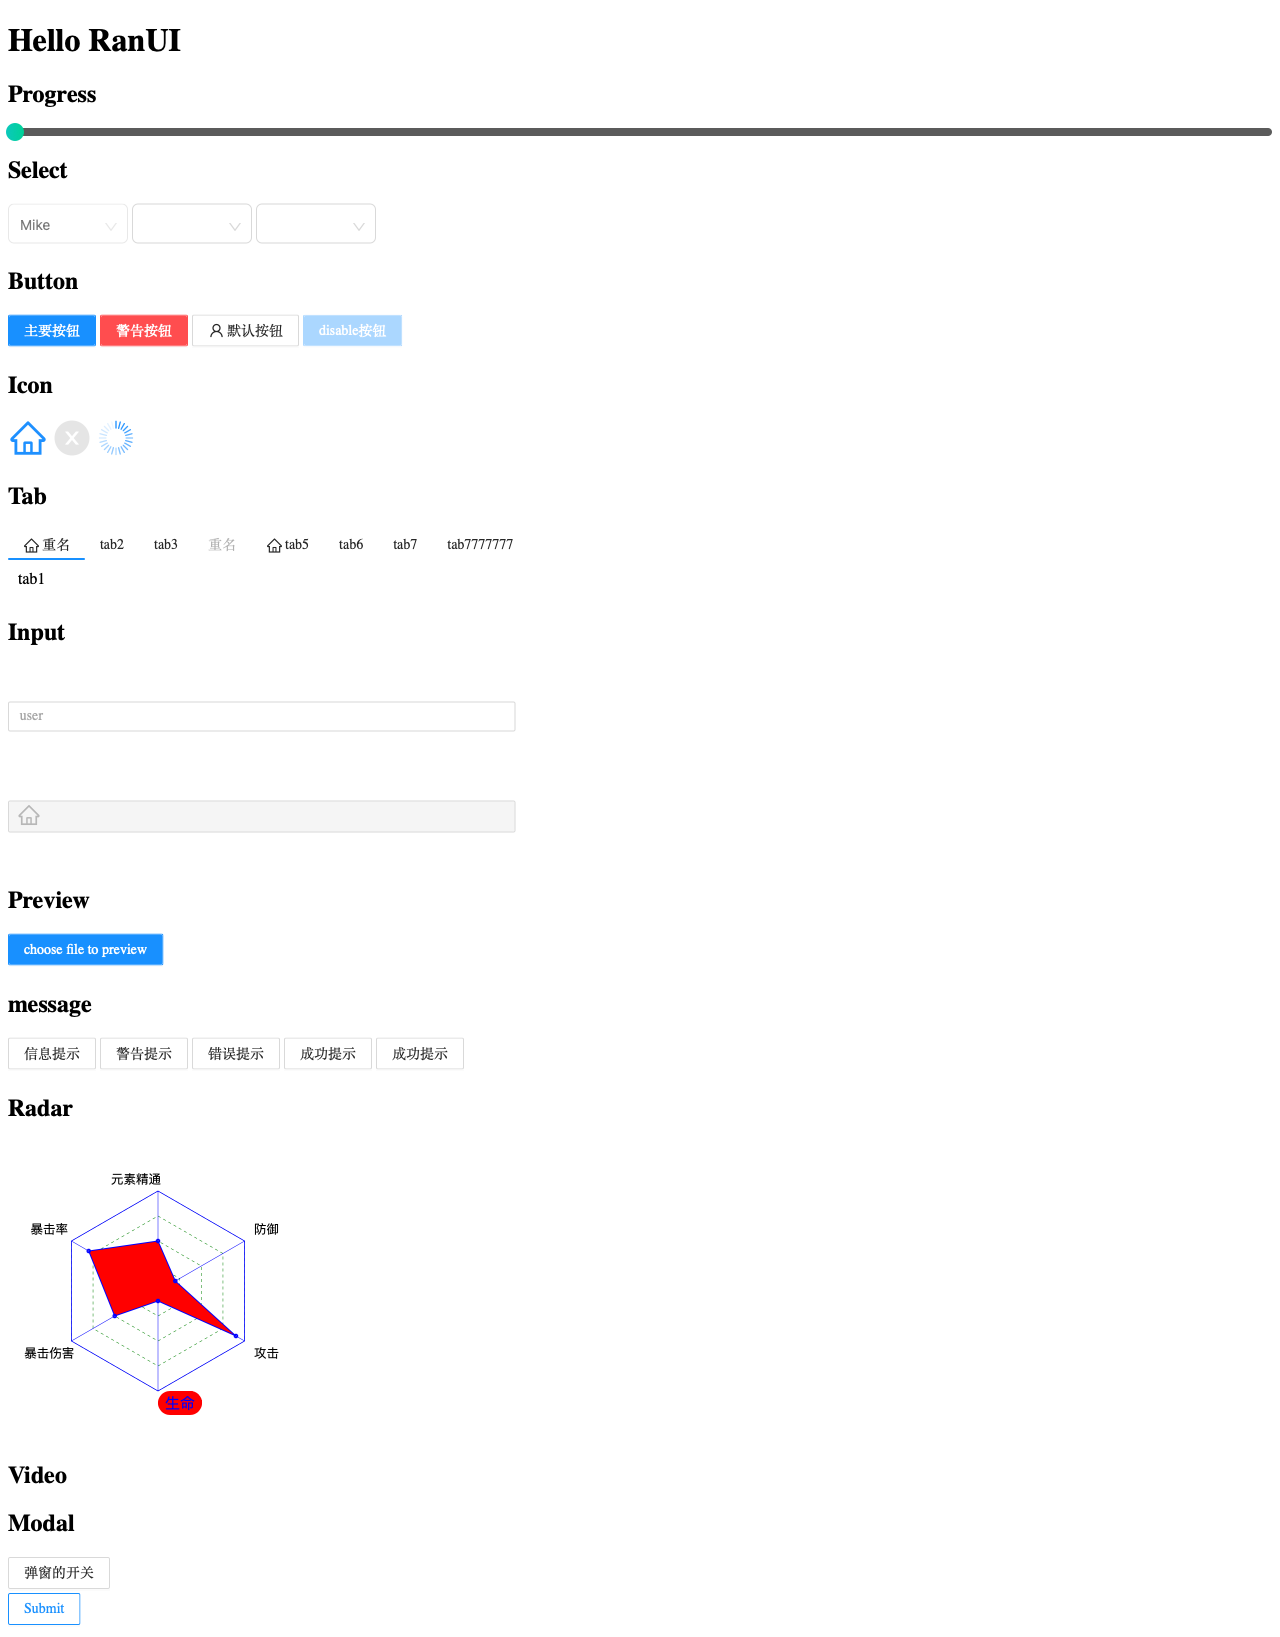 Hello RanUI
Progress
Select
Mike
Button
主要按钮 警告按钮 默认按钮 disable按钮
Icon
X
Tab
重名 tab2 tab3 重名 tab5 tab6 tab7 tab7777777
tab1
Input
user
Preview
choose file to preview
message
信息提示 警告提示 错误提示 成功提示 成功提示
Radar
元素精通
暴击率 防御
暴击伤害 攻击
生命
Video
Modal
弹窗的开关
Submit